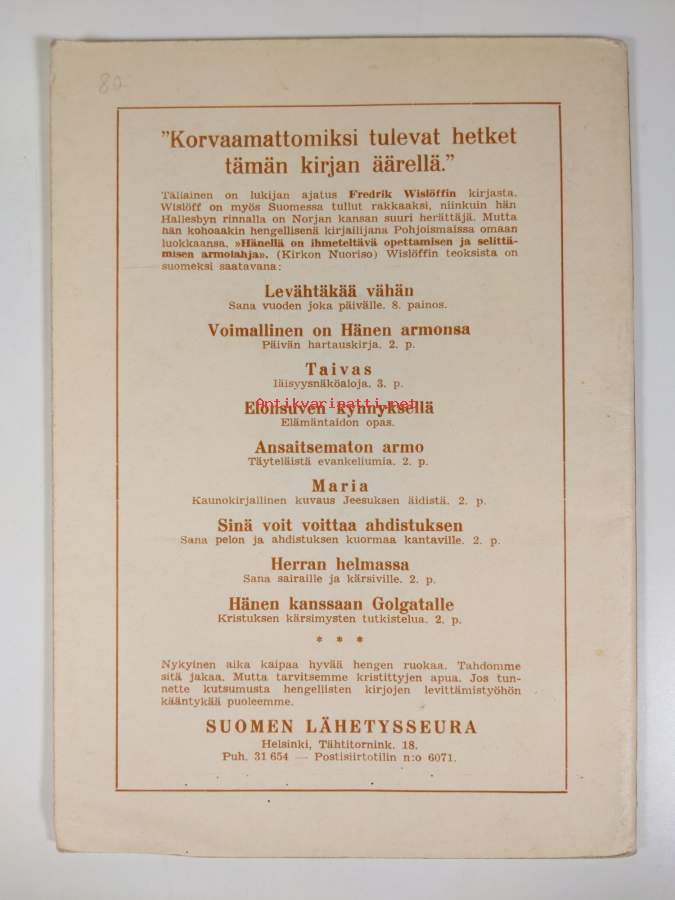 80
"Korvaamattomiksi tulevat hetket
tämän kirjan äärellä."
Tällainen on lukijan ajatus Fredrik Wislöffin kirjasta.
Wislöff on myös Suomessa tullut rakkaaksi, niinkuin hän
Hallesbyn rinnalla on Norjan kansan suuri herättäjä. Mutta
hän kohoaakin hengellisenä kirjailijana Pohjoismaissa omaan
luokkaansa. »Hänellä on ihmeteltävä opettamisen ja selittä-
misen armolahja». (Kirkon Nuoriso) Wislöffin teoksista on
suomeksi saatavana:
Levähtäkää vähän
Sana vuoden joka päivälle. 8. painos.
Voimallinen on Hänen armonsa
Päivän hartauskirja. 2. p.
Taivas
Iäisyysnäköaloja. 3. p.
Antikvariaatti.net
Elonsuven kynnyksellä
Elämäntaidon opas.
Ansaitsematon armo
Täyteläistä evankeliumia. 2. p.
Maria
Kaunokirjallinen kuvaus Jeesuksen äidistä. 2. p.
Sinä voit voittaa ahdistuksen
Sana pelon ja ahdistuksen kuormaa kantaville. 2. p.
Herran helmassa
Sana sairaille ja kärsiville. 2. p.
Hänen kanssaan Golgatalle
Kristuksen kärsimysten tutkistelua. 2. p.
* * *
Nykyinen aika kaipaa hyvää hengen ruokaa. Tahdomme
sitä jakaa. Mutta tarvitsemme kristittyjen apua. Jos tun-
nette kutsumusta hengellisten kirjojen levittämistyöhön
kääntykää puoleemme.
SUOMEN LÄHETYSSEURA
Helsinki, Tähtitornink. 18.
Puh. 31 654 — Postisiirtotilin n:o 6071.